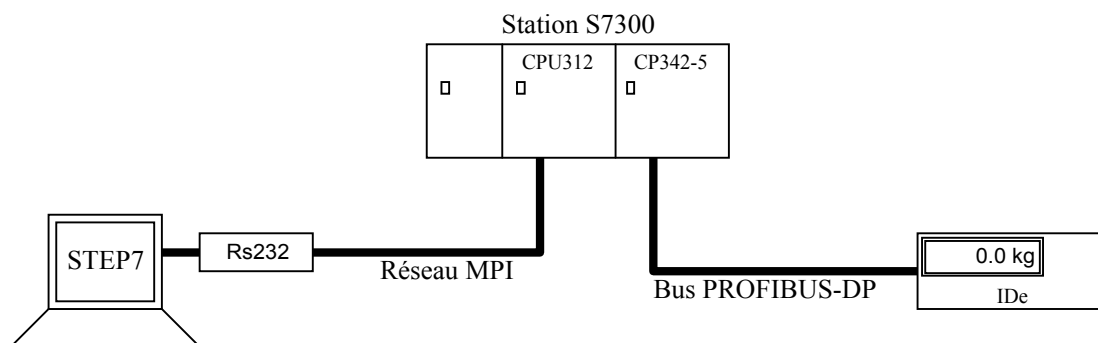 Station S7300
CPU312
CP342-5
STEP7
Rs232
Réseau MPI
Bus PROFIBUS-DP
0.0 kg
IDe